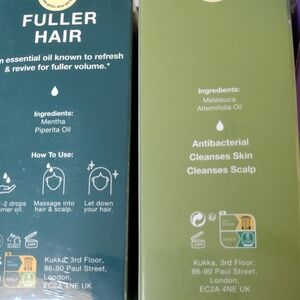 FULLER
HAIR
essential oil known to refresh
& revive for fuller volume.*
Ingredients:
Mentha
Piperita Oil
How To Use:
-2 drops
Massage into
hair & scalp.
Let down
your hair.
Kukka, 3rd Floor,
86-90 Paul Street,
London,
EC2A 4NE UK
Ingredients:
Melaleuca
Alternifolia Oil
Antibacterial
Cleanses Skin
Cleanses Scalp
Kukka, 3rd Floor,
86-90 Paul Street,
London,
EC2A 4NE UK